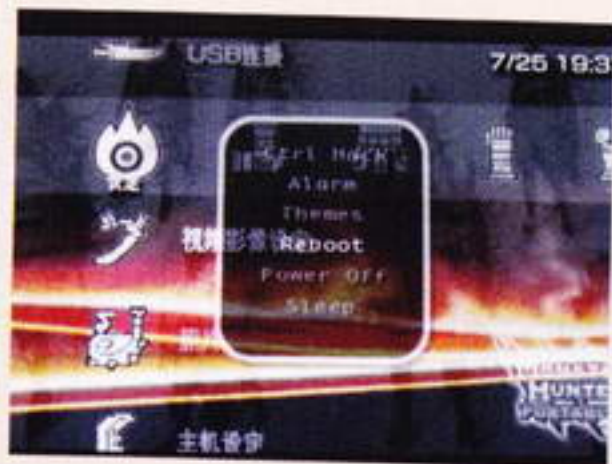 USB连接
7/25 19:3
Alarm
Themes
Reboot
Power Off
Sleep
主机设定
HUNTE
PORTABL